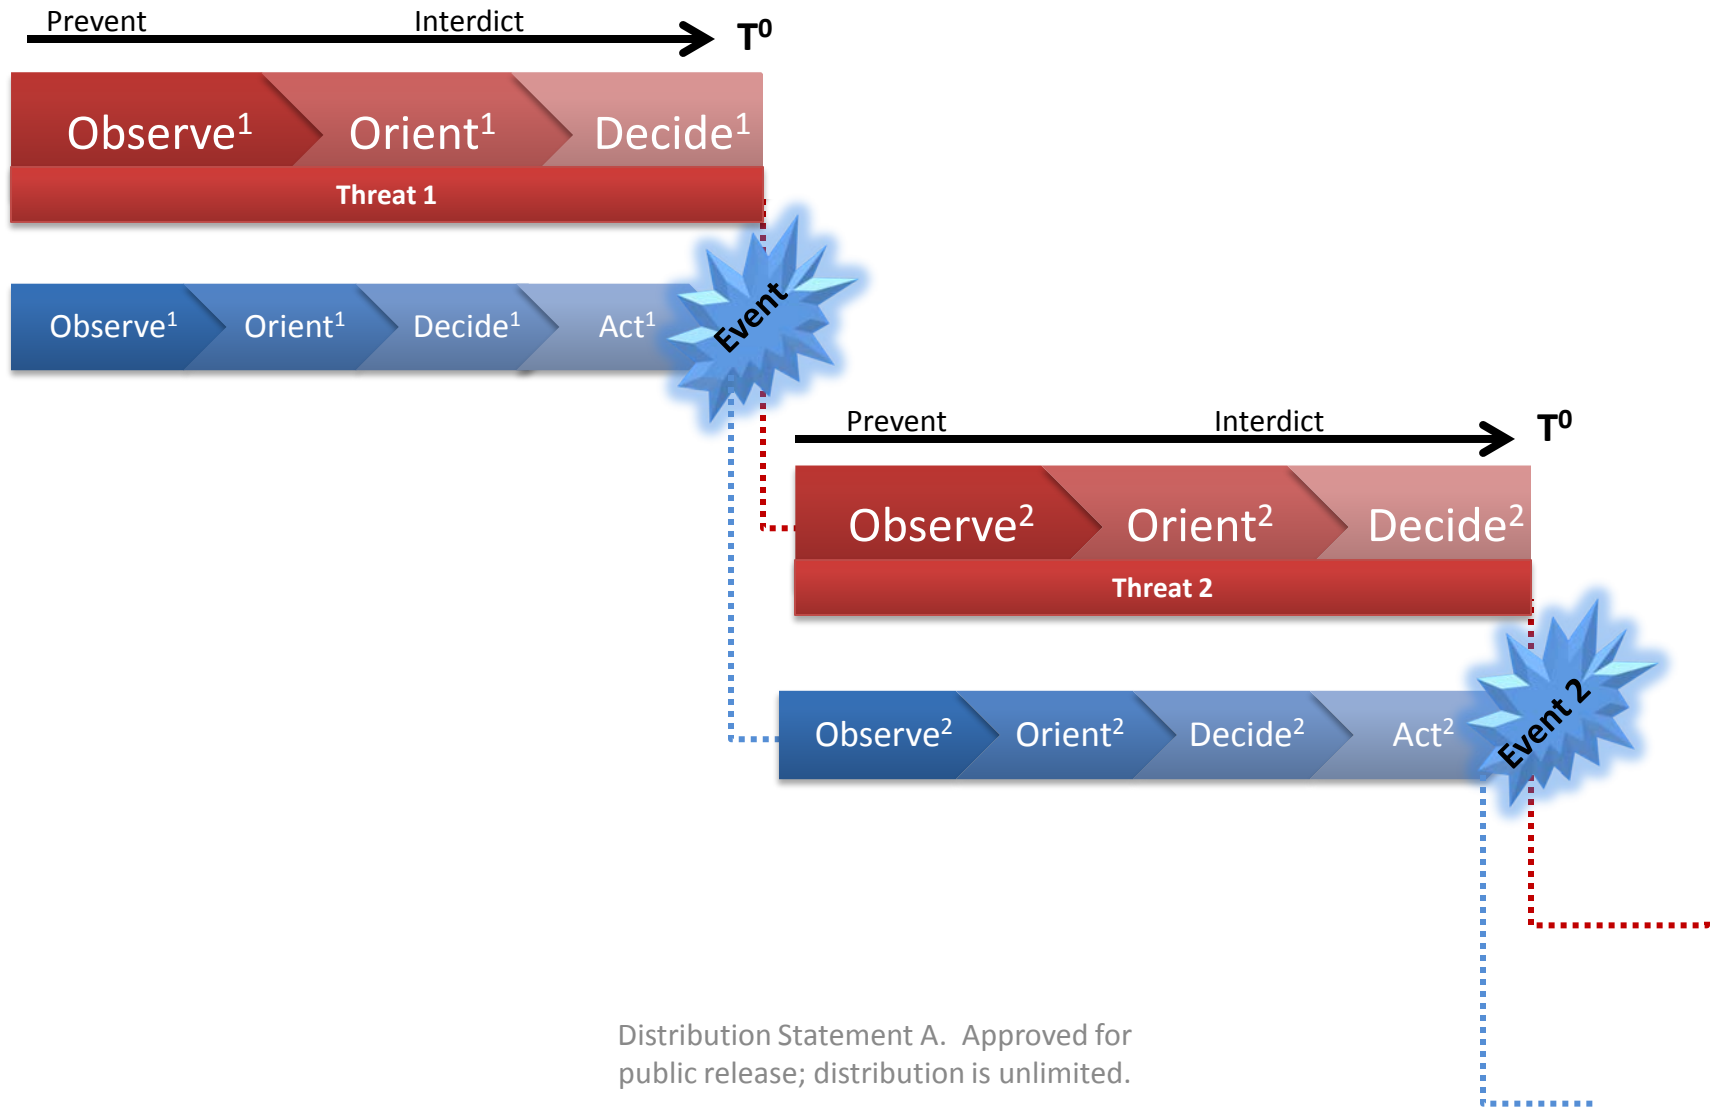 Prevent Interdict T⁰
Observe¹ Orient¹ Decide¹
Threat 1
Observe¹ Orient¹ Decide¹ Act¹ Event
Prevent Interdict T⁰
Observe² Orient² Decide²
Threat 2
Observe² Orient² Decide² Act² Event 2
Distribution Statement A. Approved for
public release; distribution is unlimited.